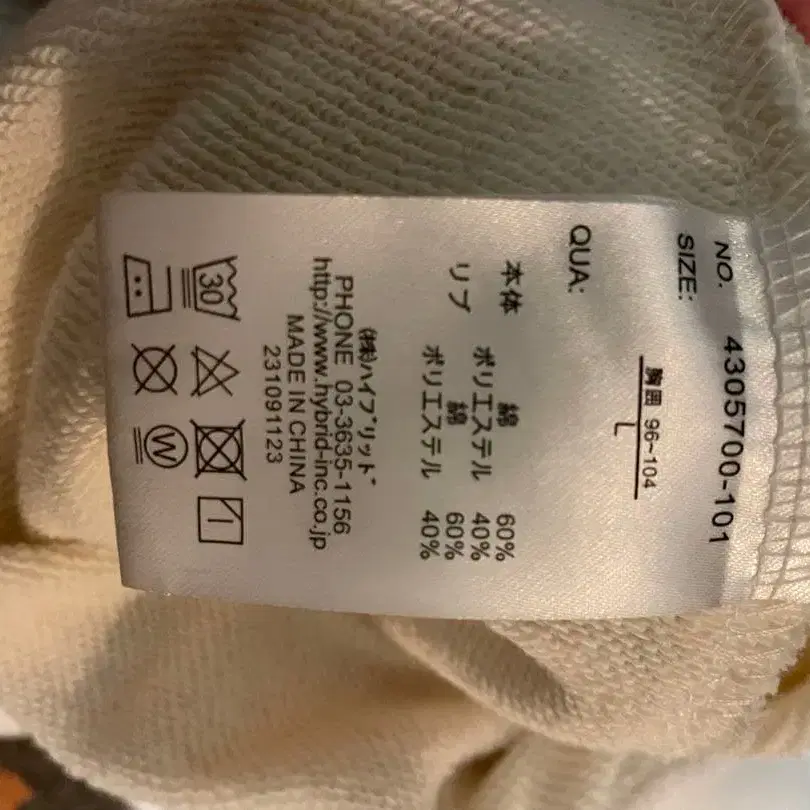 NO. 4305700-101
SIZE:
胸囲 96~104
L
QUA:
本体 綿 60%
ポリエステル 40%
リブ 綿 60%
ポリエステル 40%
(株)ハイブリッド
PHONE 03-3635-1156
http://www.hybrid-inc.co.jp
MADE IN CHINA
231091123
30
W